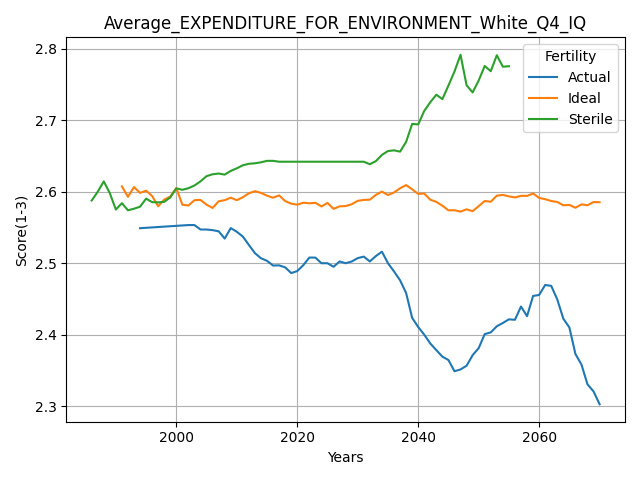 Average_EXPENDITURE_FOR_ENVIRONMENT_White_Q4_IQ
Score(1-3)
2.8
2.7
2.6
2.5
2.4
2.3
Fertility
Actual
Ideal
Sterile
2000
2020
2040
2060
Years